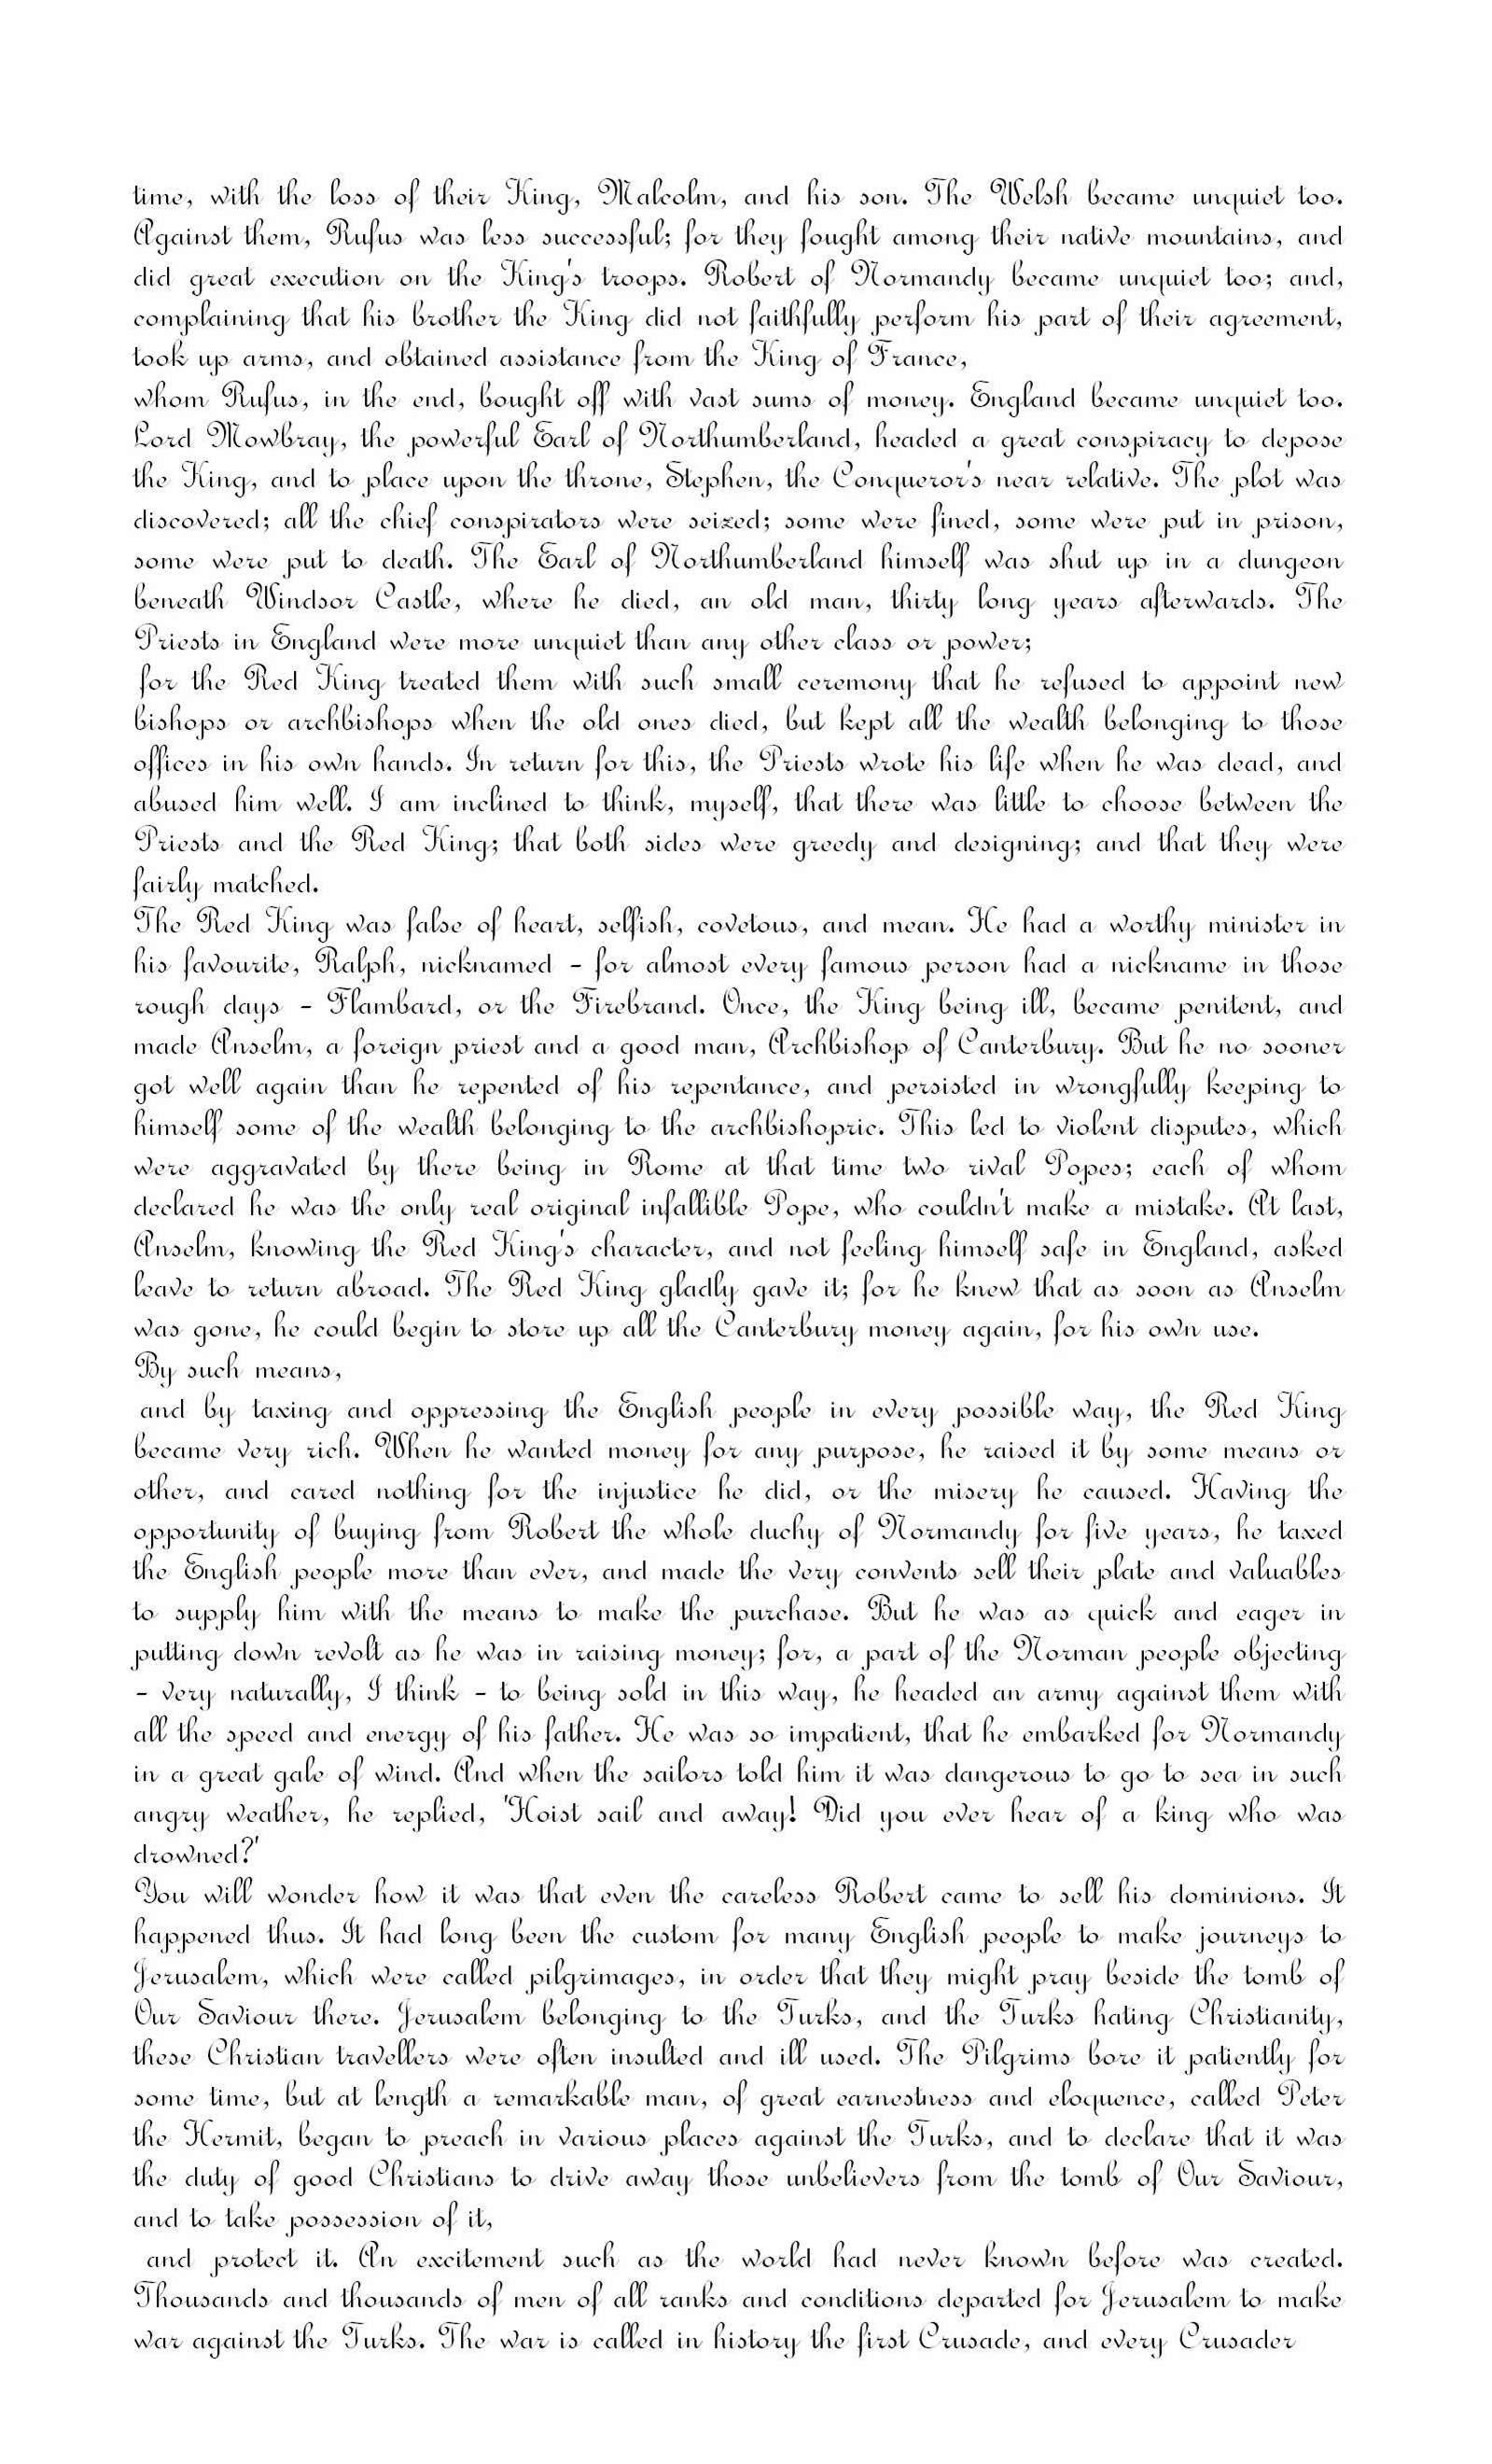 time, with the loss of their King, Malcolm, and his son. The Welsh became unquiet too.
Against them, Rufus was less successful; for they fought among their native mountains, and
did great execution on the King's troops. Robert of Normandy became unquiet too; and,
complaining that his brother the King did not faithfully perform his part of their agreement,
took up arms, and obtained assistance from the King of France,
whom Rufus, in the end, bought off with vast sums of money. England became unquiet too.
Lord Mowbray, the powerful Earl of Northumberland, headed a great conspiracy to depose
the King, and to place upon the throne, Stephen, the Conqueror's near relative. The plot was
discovered; all the chief conspirators were seized; some were fined, some were put in prison,
some were put to death. The Earl of Northumberland himself was shut up in a dungeon
beneath Windsor Castle, where he died, an old man, thirty long years afterwards. The
Priests in England were more unquiet than any other class or power;
for the Red King treated them with such small ceremony that he refused to appoint new
bishops or archbishops when the old ones died, but kept all the wealth belonging to those
offices in his own hands. In return for this, the Priests wrote his life when he was dead, and
abused him well. I am inclined to think, myself, that there was little to choose between the
Priests and the Red King; that both sides were greedy and designing; and that they were
fairly matched.
The Red King was false of heart, selfish, covetous, and mean. He had a worthy minister in
his favourite, Ralph, nicknamed - for almost every famous person had a nickname in those
rough days - Flambard, or the Firebrand. Once, the King being ill, became penitent, and
made Anselm, a foreign priest and a good man, Archbishop of Canterbury. But he no sooner
got well again than he repented of his repentance, and persisted in wrongfully keeping to
himself some of the wealth belonging to the archbishopric. This led to violent disputes, which
were aggravated by there being in Rome at that time two rival Popes; each of whom
declared he was the only real original infallible Pope, who couldn't make a mistake. At last,
Anselm, knowing the Red King's character, and not feeling himself safe in England, asked
leave to return abroad. The Red King gladly gave it; for he knew that as soon as Anselm
was gone, he could begin to store up all the Canterbury money again, for his own use.
By such means,
and by taxing and oppressing the English people in every possible way, the Red King
became very rich. When he wanted money for any purpose, he raised it by some means or
other, and cared nothing for the injustice he did, or the misery he caused. Having the
opportunity of buying from Robert the whole duchy of Normandy for five years, he taxed
the English people more than ever, and made the very convents sell their plate and valuables
to supply him with the means to make the purchase. But he was as quick and eager in
putting down revolt as he was in raising money; for, a part of the Norman people objecting
- very naturally, I think - to being sold in this way, he headed an army against them with
all the speed and energy of his father. He was so impatient, that he embarked for Normandy
in a great gale of wind. And when the sailors told him it was dangerous to go to sea in such
angry weather, he replied, 'Hoist sail and away! Did you ever hear of a king who was
drowned?'
You will wonder how it was that even the careless Robert came to sell his dominions. It
happened thus. It had long been the custom for many English people to make journeys to
Jerusalem, which were called pilgrimages, in order that they might pray beside the tomb of
Our Saviour there. Jerusalem belonging to the Turks, and the Turks hating Christianity,
these Christian travellers were often insulted and ill used. The Pilgrims bore it patiently for
some time, but at length a remarkable man, of great earnestness and eloquence, called Peter
the Hermit, began to preach in various places against the Turks, and to declare that it was
the duty of good Christians to drive away those unbelievers from the tomb of Our Saviour,
and to take possession of it,
and protect it. An excitement such as the world had never known before was created.
Thousands and thousands of men of all ranks and conditions departed for Jerusalem to make
war against the Turks. The war is called in history the first Crusade, and every Crusader